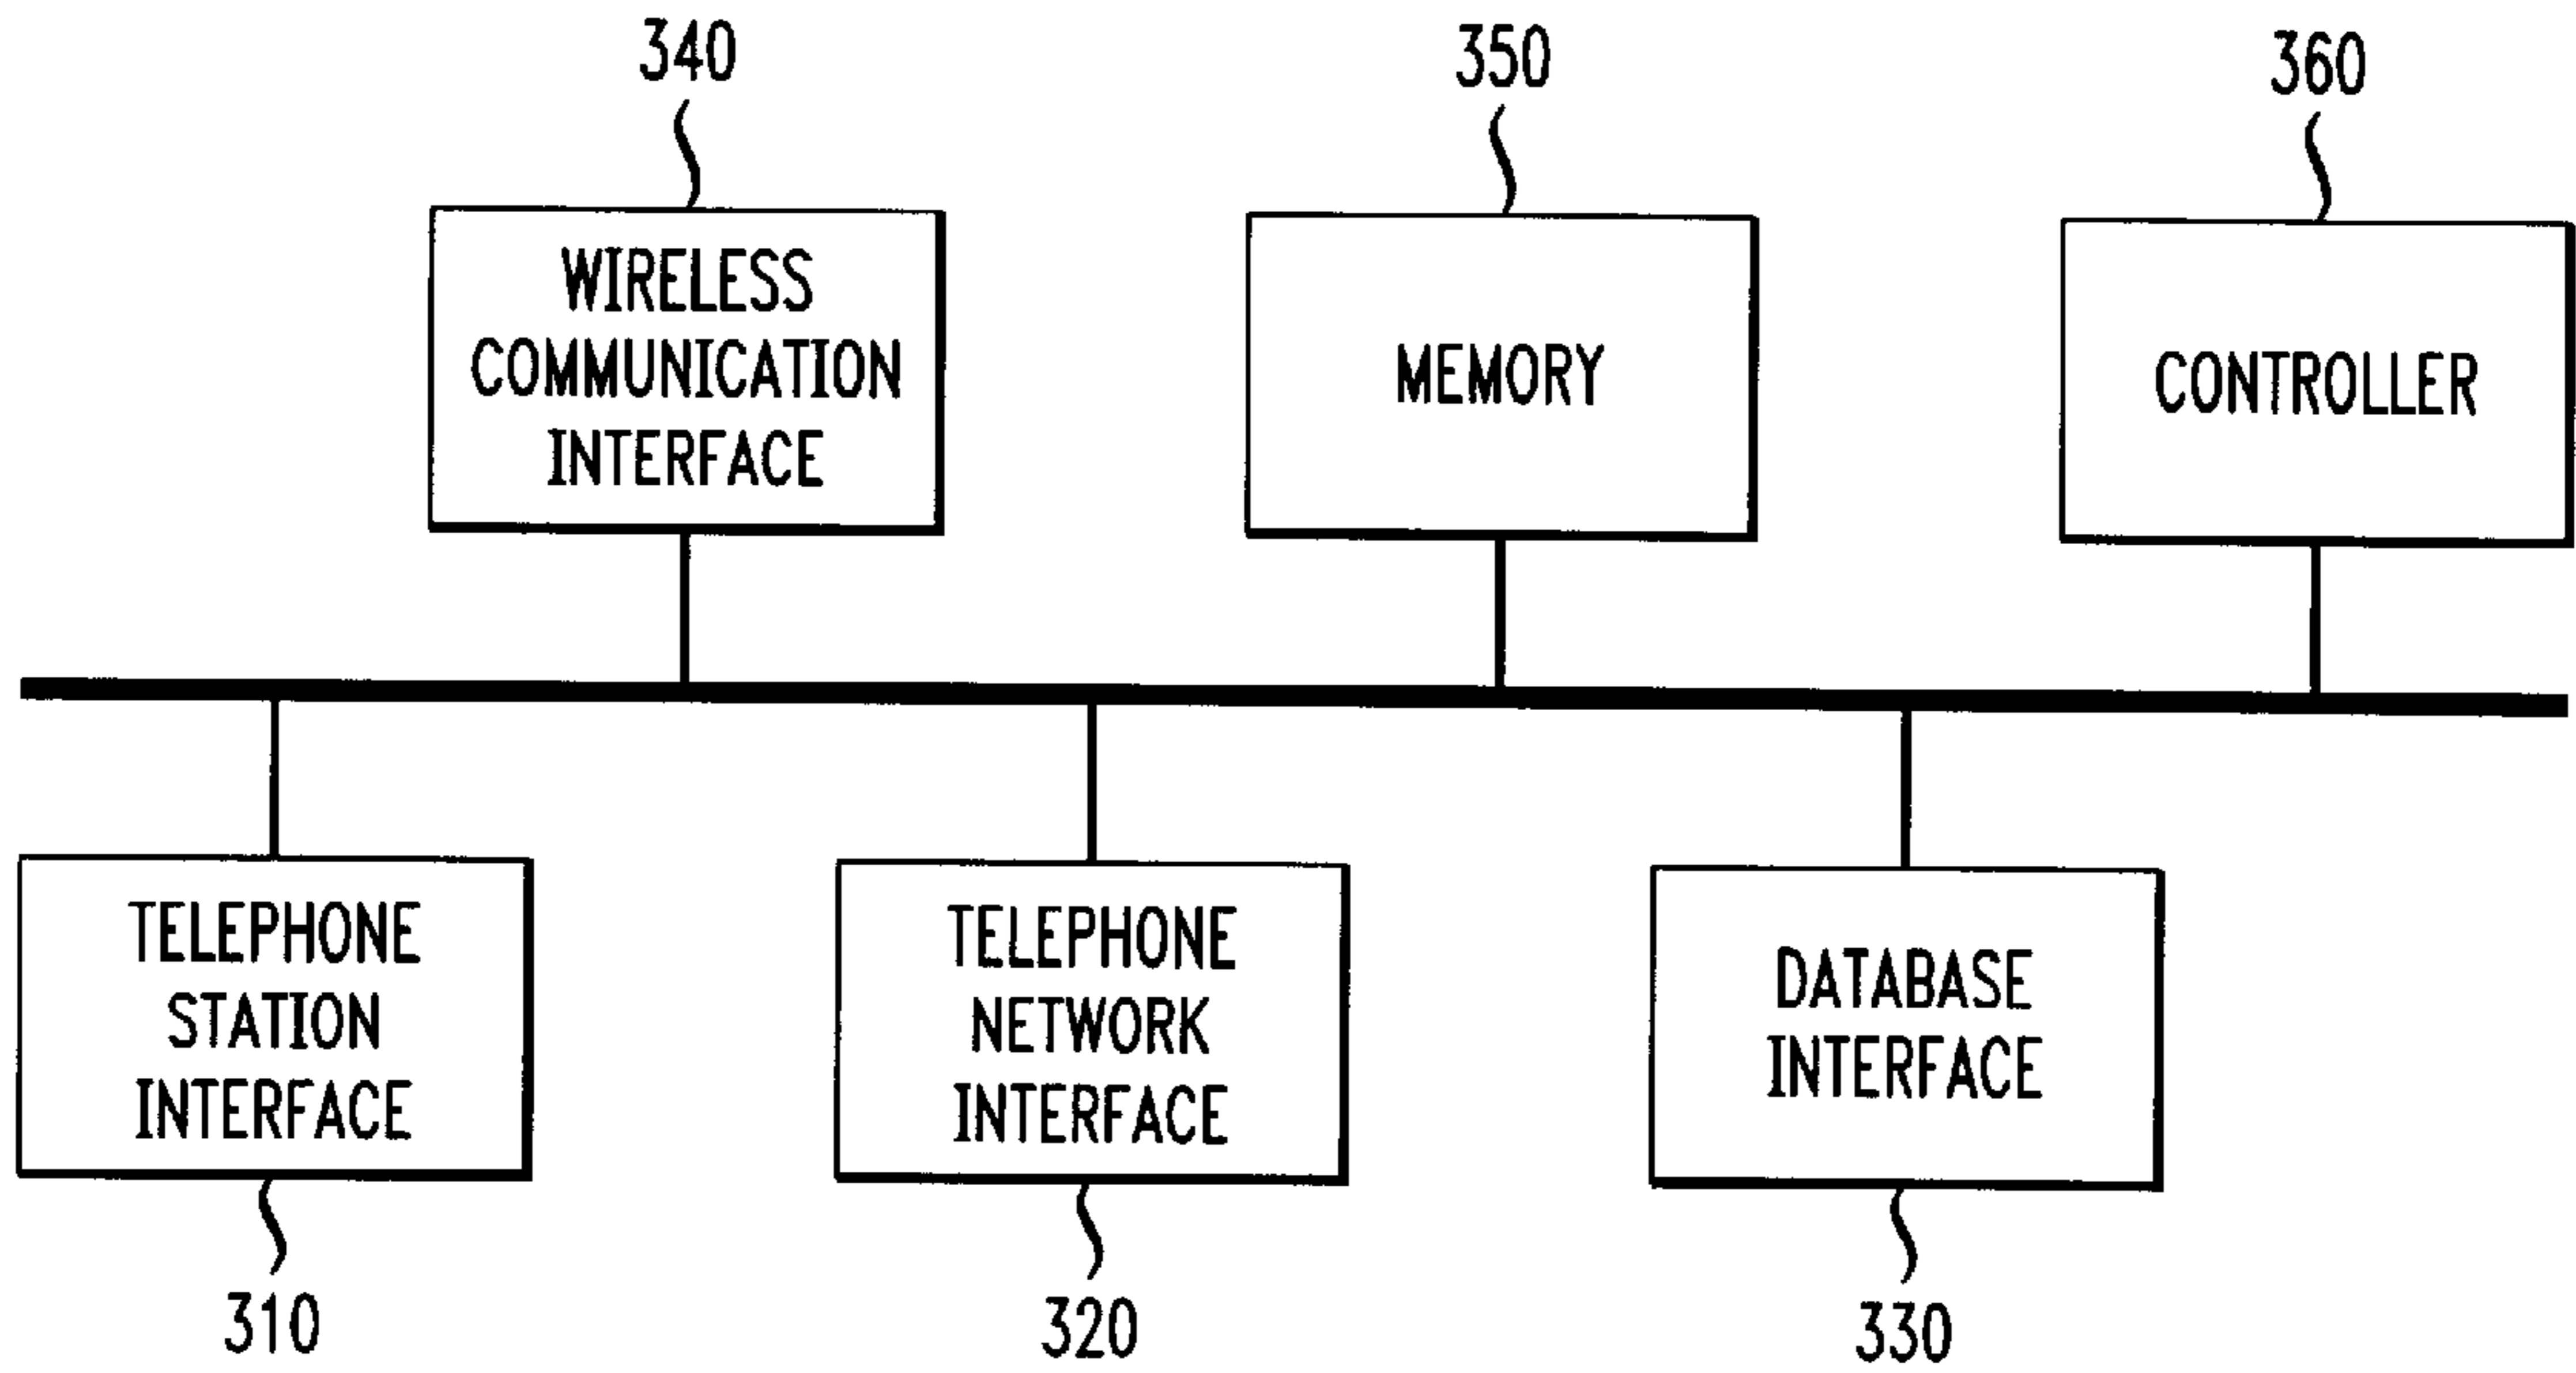 340
350
360
WIRELESS
COMMUNICATION
INTERFACE
MEMORY
CONTROLLER
TELEPHONE
STATION
INTERFACE
TELEPHONE
NETWORK
INTERFACE
DATABASE
INTERFACE
310
320
330